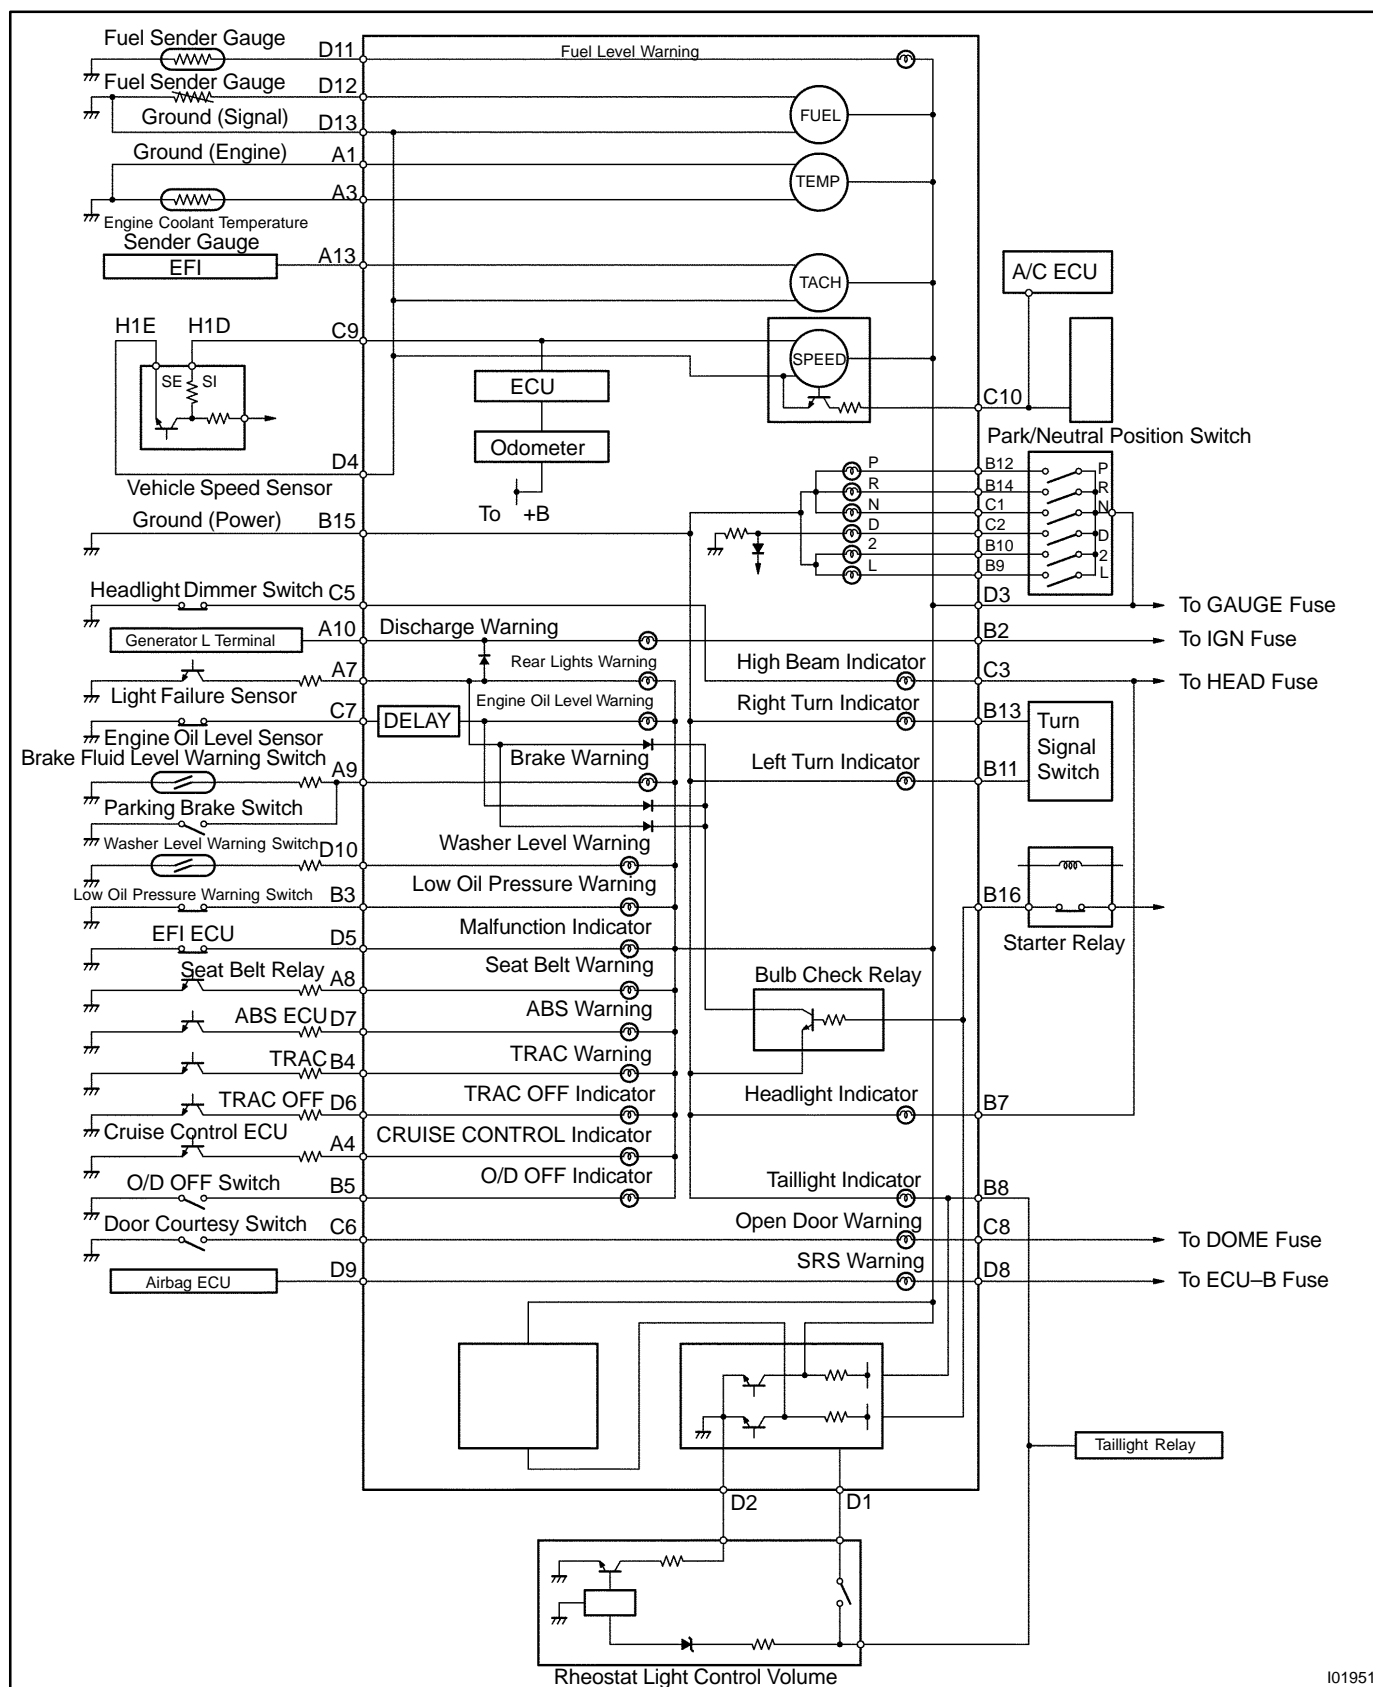 Fuel Sender Gauge
D11
Fuel Level Warning
Fuel Sender Gauge
D12
FUEL
Ground (Signal)
D13
Ground (Engine)
A1
TEMP
A3
Engine Coolant Temperature
Sender Gauge
EFI
A13
TACH
A/C ECU
H1E
H1D
C9
SE
SI
SPEED
ECU
C10
Odometer
Park/Neutral Position Switch
D4
Vehicle Speed Sensor
To +B
P
B12
P
R
B14
R
N
C1
N
D
C2
D
2
B10
2
L
B9
L
Ground (Power)
B15
Headlight Dimmer Switch
C5
D3
To GAUGE Fuse
Generator L Terminal
A10
Discharge Warning
B2
To IGN Fuse
Light Failure Sensor
A7
Rear Lights Warning
High Beam Indicator
C3
To HEAD Fuse
Engine Oil Level Sensor
C7
DELAY
Engine Oil Level Warning
Right Turn Indicator
B13
Turn
Signal
Switch
Brake Fluid Level Warning Switch
A9
Brake Warning
Left Turn Indicator
B11
Parking Brake Switch
Washer Level Warning Switch
D10
Washer Level Warning
Low Oil Pressure Warning Switch
B3
Low Oil Pressure Warning
B16
Starter Relay
EFI ECU
D5
Malfunction Indicator
Seat Belt Relay
A8
Seat Belt Warning
Bulb Check Relay
ABS ECU
D7
ABS Warning
TRAC
B4
TRAC Warning
TRAC OFF
D6
TRAC OFF Indicator
Headlight Indicator
B7
Cruise Control ECU
A4
CRUISE CONTROL Indicator
O/D OFF Switch
B5
O/D OFF Indicator
Taillight Indicator
B8
Door Courtesy Switch
C6
Open Door Warning
C8
To DOME Fuse
Airbag ECU
D9
SRS Warning
D8
To ECU–B Fuse
Taillight Relay
D2
D1
Rheostat Light Control Volume
I01951